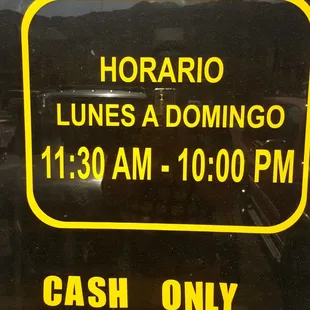 HORARIO
LUNES A DOMINGO
11:30 AM - 10:00 PM
CASH ONLY